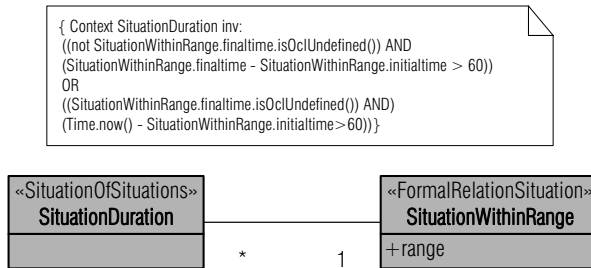 { Context SituationDuration inv:
((not SituationWithinRange.finaltime.isOclUndefined()) AND
(SituationWithinRange.finaltime - SituationWithinRange.initialtime > 60))
OR
((SituationWithinRange.finaltime.isOclUndefined()) AND)
(Time.now() - SituationWithinRange.initialtime>60))}
«SituationOfSituations»
SituationDuration
«FormalRelationSituation»
SituationWithinRange
+range
* 1